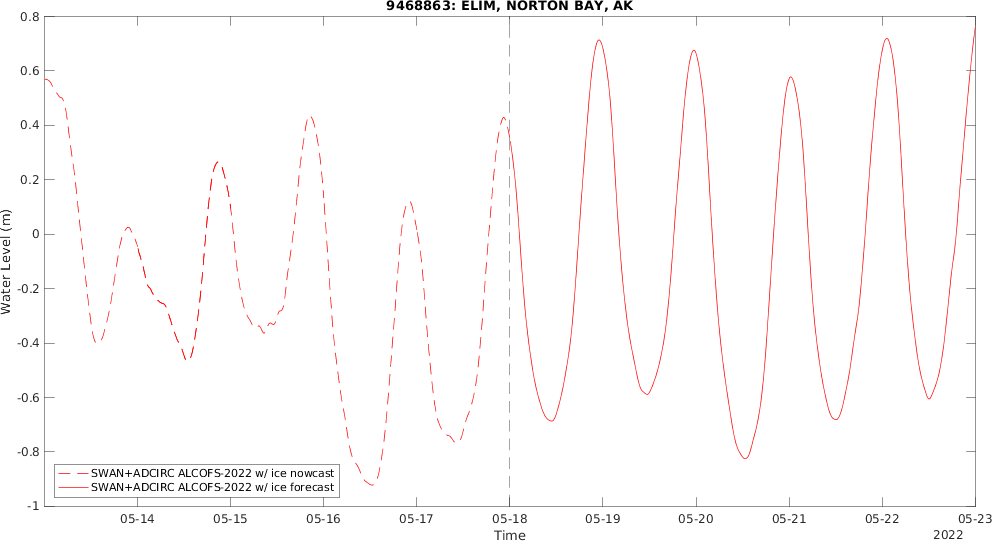 9468863: ELIM, NORTON BAY, AK
0.8
0.6
0.4
0.2
0
-0.2
-0.4
-0.6
-0.8
-1
Water Level (m)
SWAN+ADCIRC ALCOFS-2022 w/ ice nowcast
SWAN+ADCIRC ALCOFS-2022 w/ ice forecast
05-14 05-15 05-16 05-17 05-18 05-19 05-20 05-21 05-22 05-23
Time
2022